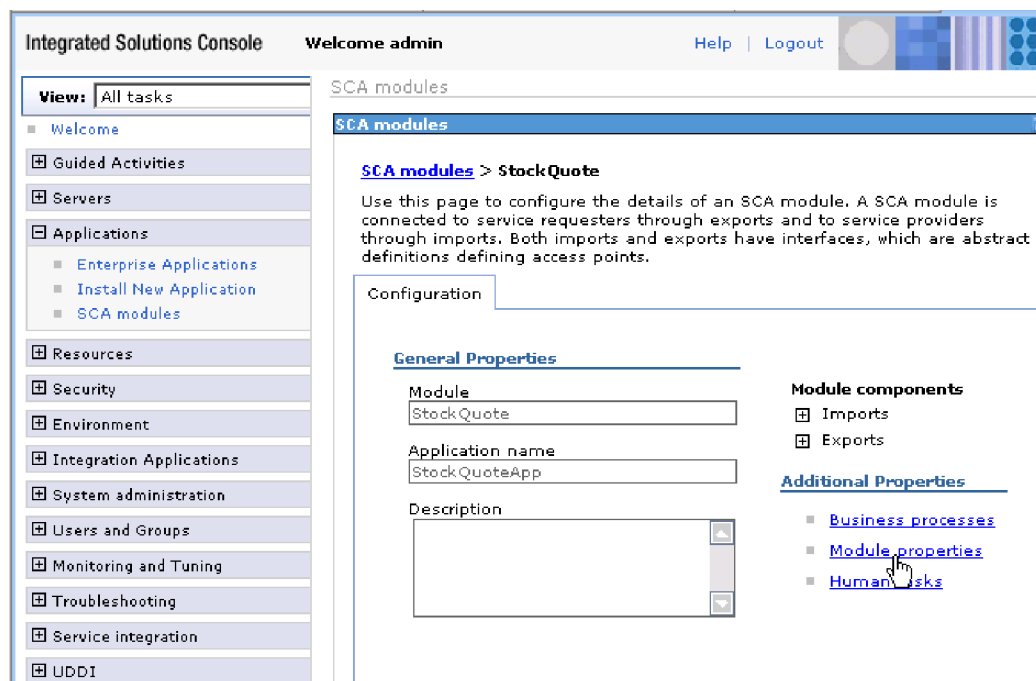 Integrated Solutions Console
Welcome admin
Help | Logout
View: All tasks
Welcome
Guided Activities
Servers
Applications
Enterprise Applications
Install New Application
SCA modules
Resources
Security
Environment
Integration Applications
System administration
Users and Groups
Monitoring and Tuning
Troubleshooting
Service integration
UDDI
SCA modules
SCA modules
SCA modules > StockQuote
Use this page to configure the details of an SCA module. A SCA module is
connected to service requesters through exports and to service providers
through imports. Both imports and exports have interfaces, which are abstract
definitions defining access points.
Configuration
General Properties
Module
StockQuote
Application name
StockQuoteApp
Description
Module components
Imports
Exports
Additional Properties
Business processes
Module properties
Human